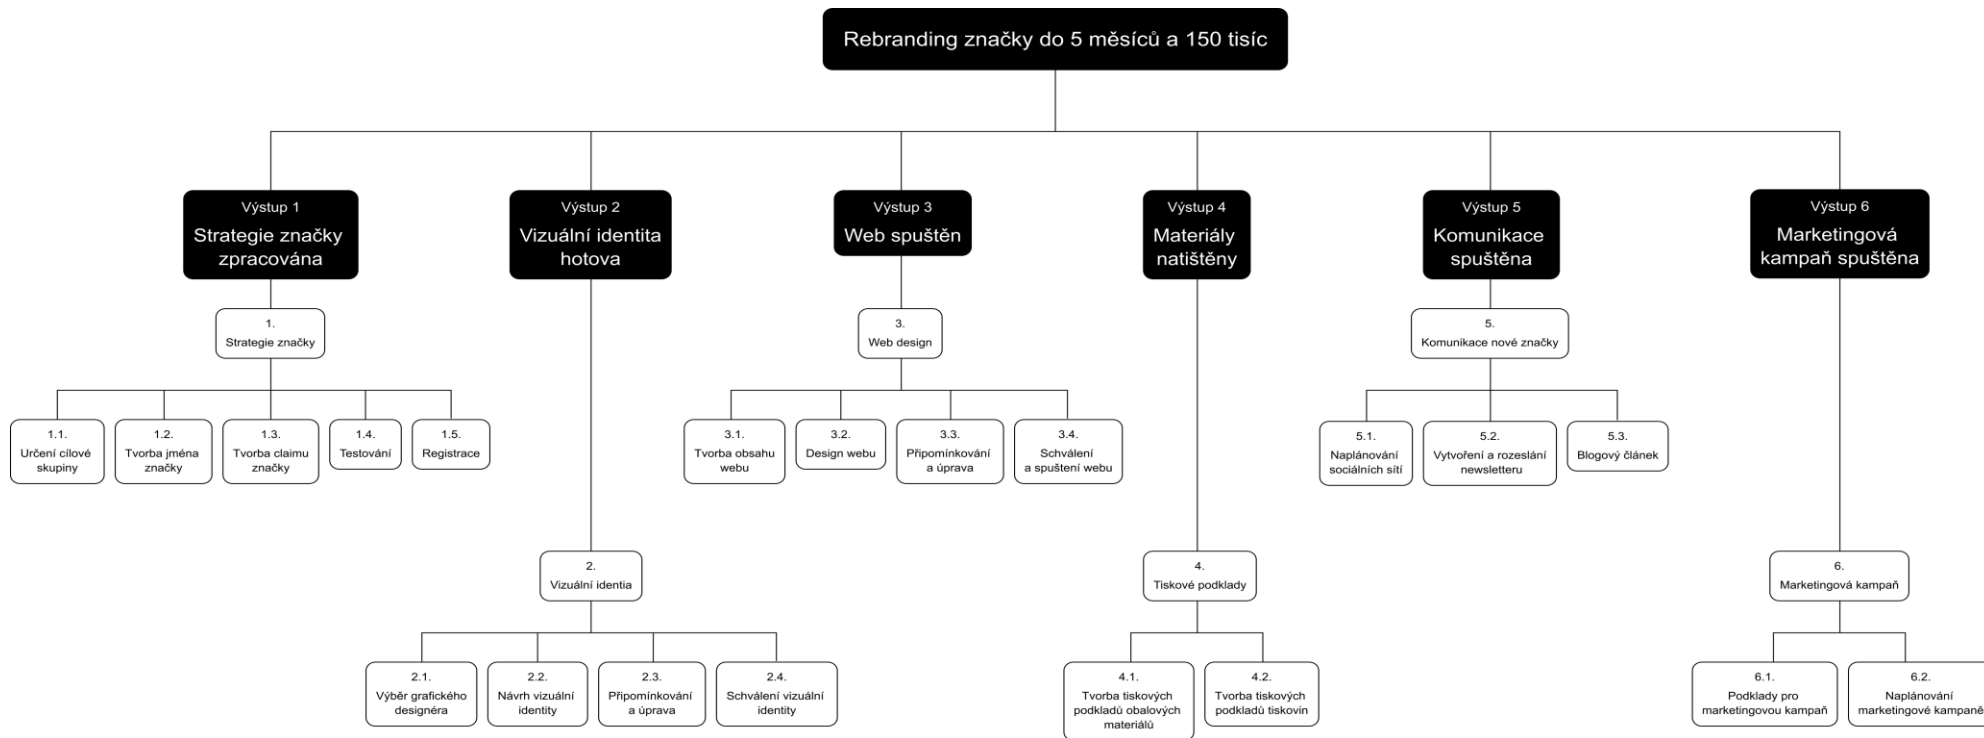 Rebranding značky do 5 měsíců a 150 tisíc
Výstup 1
Strategie značky
zpracována
Výstup 2
Vizuální identita
hotova
Výstup 3
Web spuštěn
Výstup 4
Materiály
natištěny
Výstup 5
Komunikace
spuštěna
Výstup 6
Marketingová
kampaň spuštěna
1.
Strategie značky
3.
Web design
5.
Komunikace nové značky
1.1.
Určení cílové
skupiny
1.2.
Tvorba jména
značky
1.3.
Tvorba claimu
značky
1.4.
Testování
1.5.
Registrace
3.1.
Tvorba obsahu
webu
3.2.
Design webu
3.3.
Připomínkování
a úprava
3.4.
Schválení
a spuštení webu
5.1.
Naplánování
sociálních sítí
5.2.
Vytvoření a rozeslání
newsletteru
5.3.
Blogový článek
2.
Vizuální identia
4.
Tiskové podklady
6.
Marketingová kampaň
2.1.
Výběr grafického
designéra
2.2.
Návrh vizuální
identity
2.3.
Připomínkování
a úprava
2.4.
Schválení vizuální
identity
4.1.
Tvorba tiskových
podkladů obalových
materiálů
4.2.
Tvorba tiskových
podkladů tiskovin
6.1.
Podklady pro
marketingovou kampaň
6.2.
Naplánování
marketingové kampaně